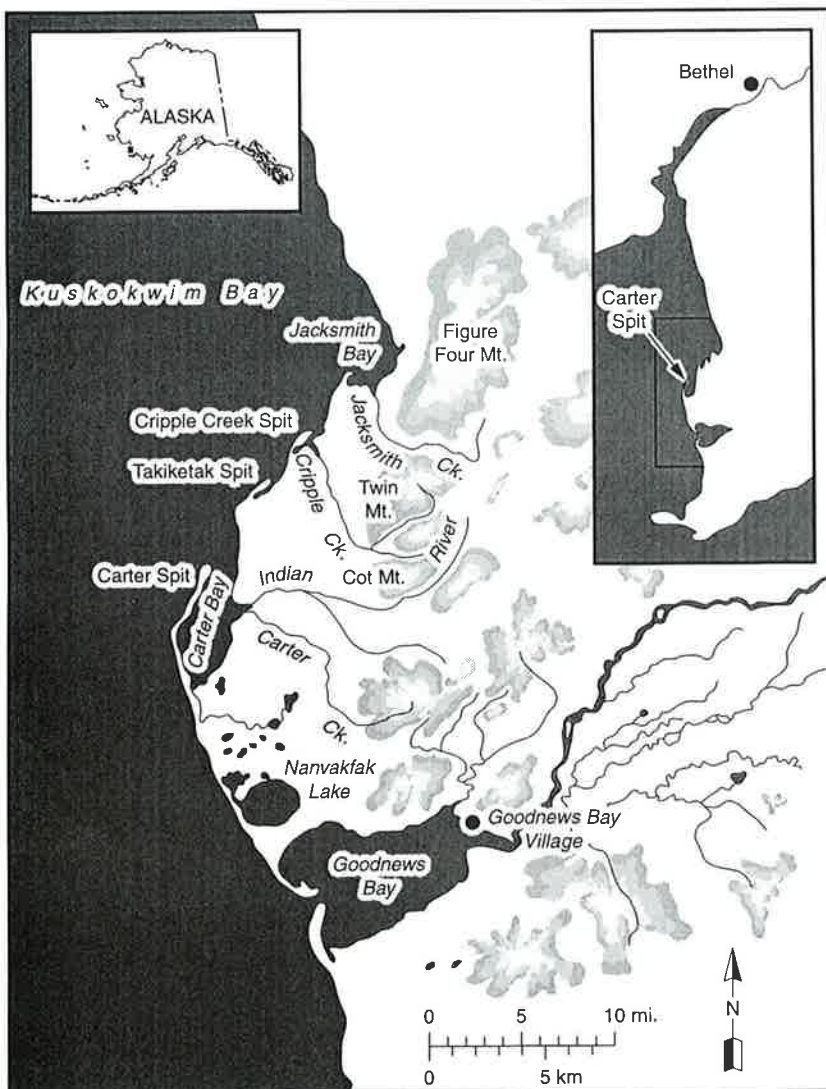 ALASKA
Bethel
Carter
Spit
Kuskokwim Bay
Jacksmith
Bay
Figure
Four Mt.
Cripple Creek Spit
Jacksmith
Ck.
Takiketak Spit
Cripple
Ck.
Twin
Mt.
River
Carter Spit
Indian
Cot Mt.
Carter Bay
Carter
Ck.
Nanvakfak
Lake
Goodnews Bay
Village
Goodnews
Bay
0 5 10 mi.
0 5 km
N